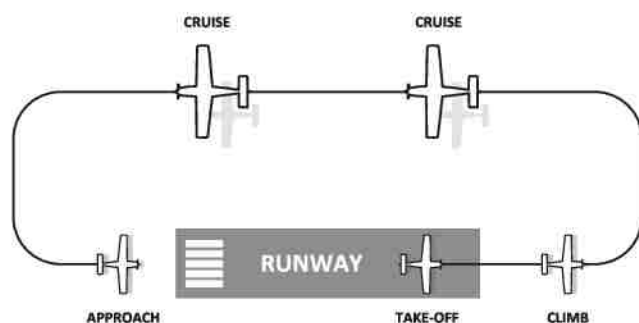 CRUISE
CRUISE
RUNWAY
APPROACH
TAKE-OFF
CLIMB